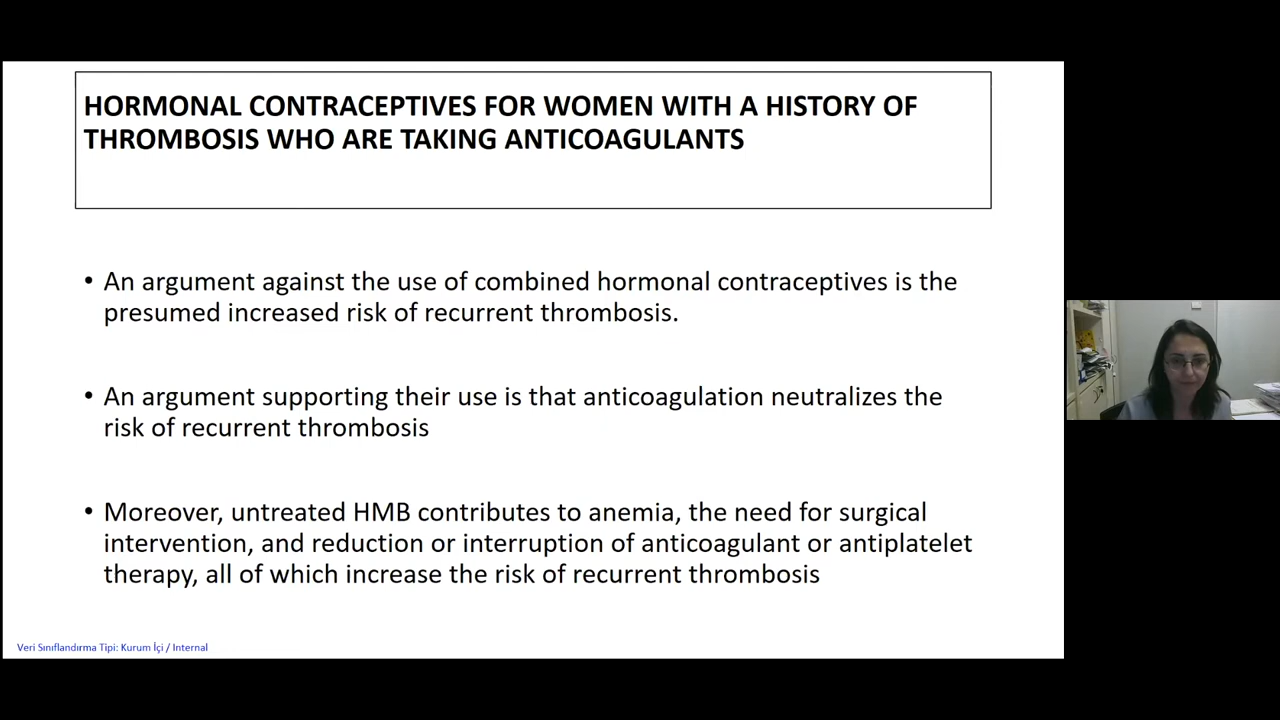 HORMONAL CONTRACEPTIVES FOR WOMEN WITH A HISTORY OF
THROMBOSIS WHO ARE TAKING ANTICOAGULANTS
• An argument against the use of combined hormonal contraceptives is the
presumed increased risk of recurrent thrombosis.
• An argument supporting their use is that anticoagulation neutralizes the
risk of recurrent thrombosis
• Moreover, untreated HMB contributes to anemia, the need for surgical
intervention, and reduction or interruption of anticoagulant or antiplatelet
therapy, all of which increase the risk of recurrent thrombosis
Veri Sınıflandırma Tipi: Kurum İçi / Internal